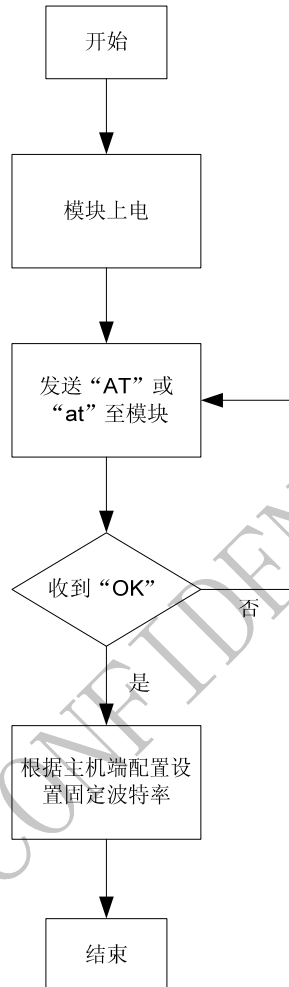 开始
模块上电
发送“AT”或
“at”至模块
收到“OK”
否
是
根据主机端配置设
置固定波特率
结束
CONFIDEN